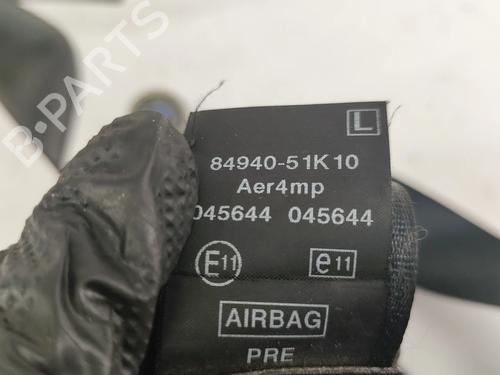 L
84940-51K10
Aer4mp
045644 045644
E11 e11
AIRBAG
PRE
B-PARTS